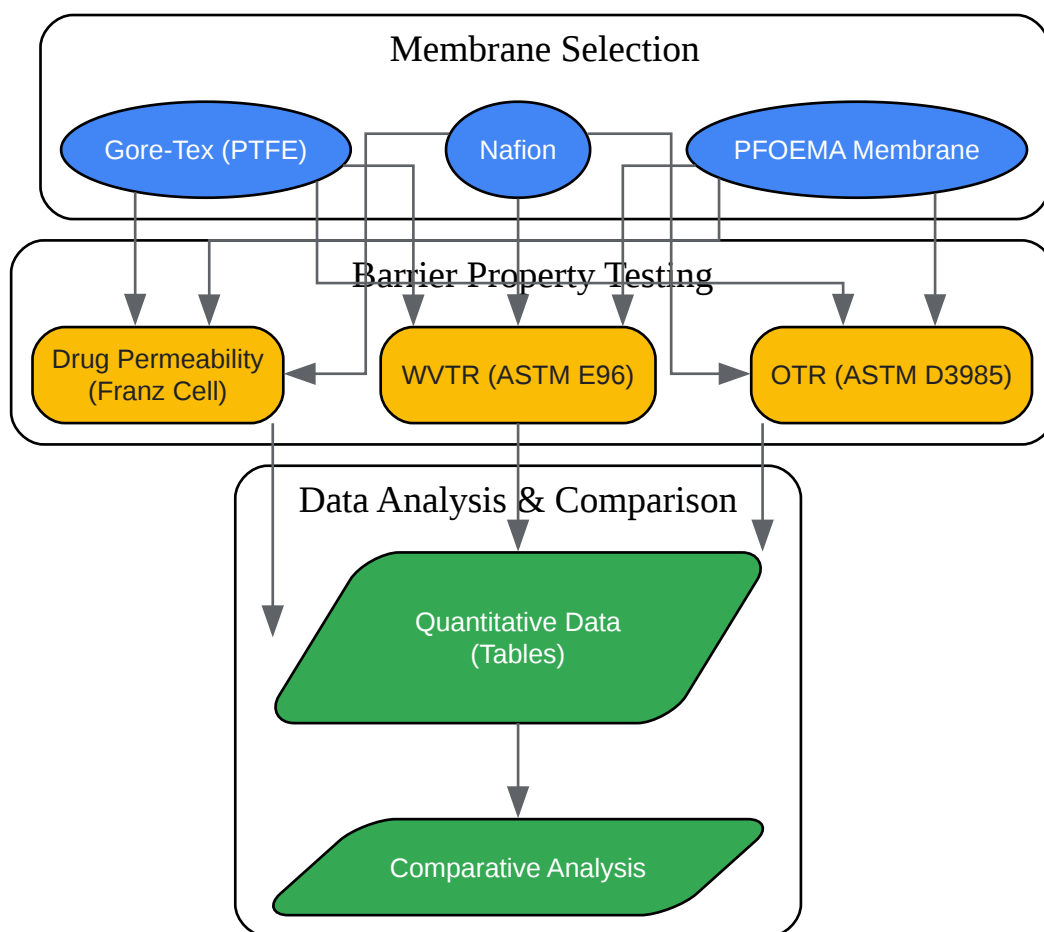 Membrane Selection
Gore-Tex (PTFE)
Nafion
PFOEMA Membrane
Barrier Property Testing
Drug Permeability
(Franz Cell)
WVTR (ASTM E96)
OTR (ASTM D3985)
Data Analysis & Comparison
Quantitative Data
(Tables)
Comparative Analysis